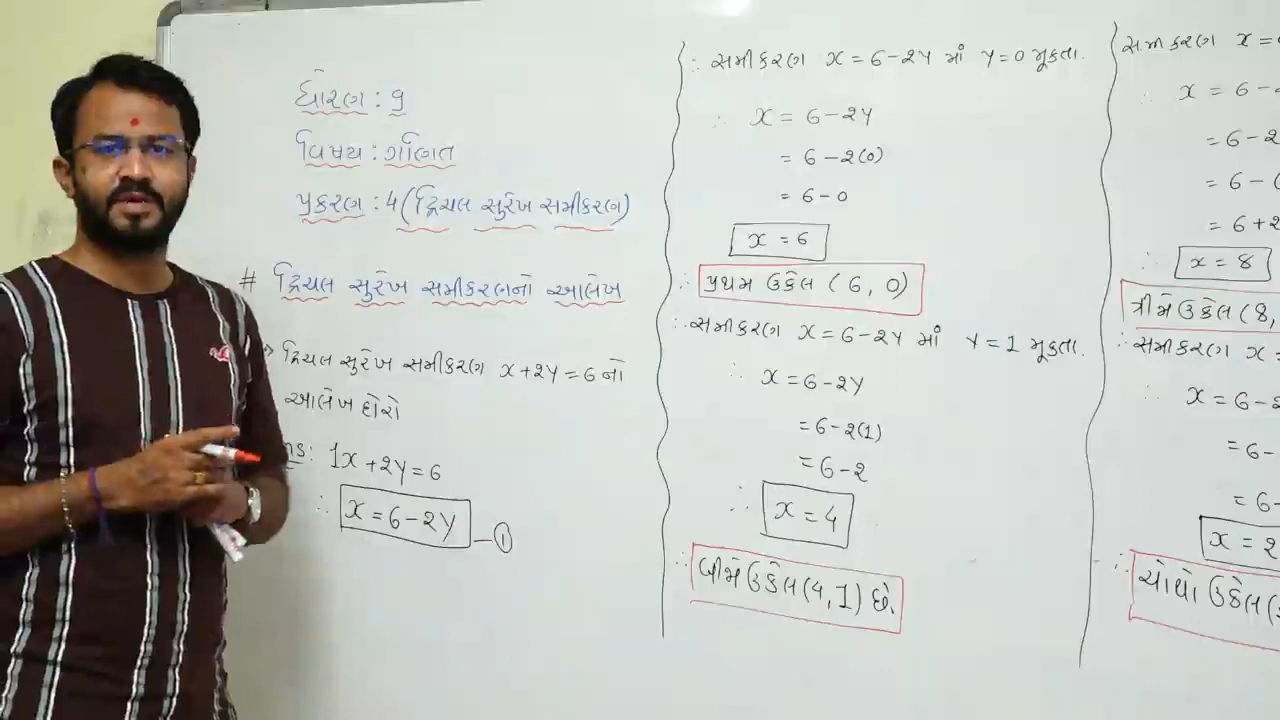 ધોરણ : ૧
વિષય : ગણિત
પ્રકરણ : 4 (દ્વિચલ સુરેખ સમીકરણ)
# દ્વિચલ સુરેખ સમીકરણનો આલેખ
દ્વિચલ સુરેખ સમીકરણ x+2y=6 નો
આલેખ દોરો
1x+2y=6
∴ x=6-2y —①
∴ સમીકરણ x=6-2y માં y=0 મૂકતા.
∴ x = 6-2y
= 6-2(0)
= 6-0
x = 6
∴ પ્રથમ ઉકેલ (6, 0)
∴ સમીકરણ x=6-2y માં y=1 મૂકતા.
∴ x=6-2y
=6-2(1)
=6-2
∴ x=4
∴ બીજો ઉકેલ (4, 1) છે.
સમીકરણ x=
∴ x = 6-
= 6-2
= 6-
= 6+2
∴ x = 8
ત્રીજો ઉકેલ (8,
∴ સમીકરણ x=
∴ x=6-
=6-
=6-
x=2
∴ ચોથો ઉકેલ (